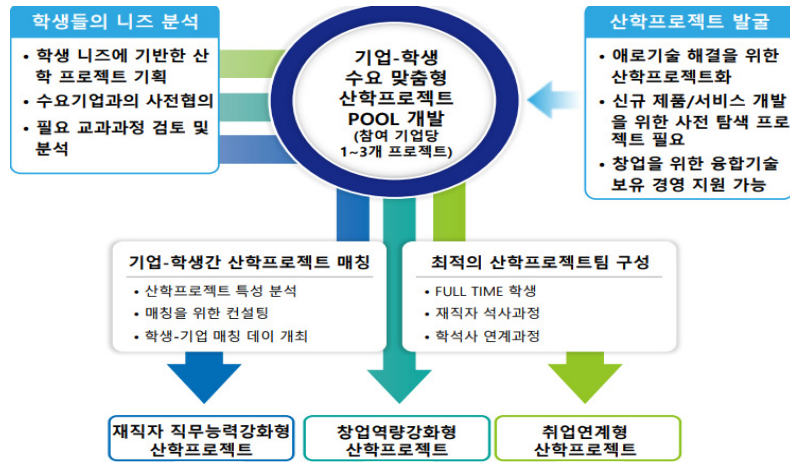 학생들의 니즈 분석
• 학생 니즈에 기반한 산
학 프로젝트 기획
• 수요기업과의 사전협의
• 필요 교과과정 검토 및
분석
기업-학생
수요 맞춤형
산학프로젝트
POOL 개발
(참여 기업당
1~3개 프로젝트)
산학프로젝트 발굴
• 애로기술 해결을 위한
산학프로젝트화
• 신규 제품/서비스 개발
을 위한 사전 탐색 프로
젝트 필요
• 창업을 위한 융합기술
보유 경영 지원 가능
기업-학생간 산학프로젝트 매칭
• 산학프로젝트 특성 분석
• 매칭을 위한 컨설팅
• 학생-기업 매칭 데이 개최
최적의 산학프로젝트팀 구성
• FULL TIME 학생
• 재직자 석사과정
• 학석사 연계과정
재직자 직무능력강화형
산학프로젝트
창업역량강화형
산학프로젝트
취업연계형
산학프로젝트